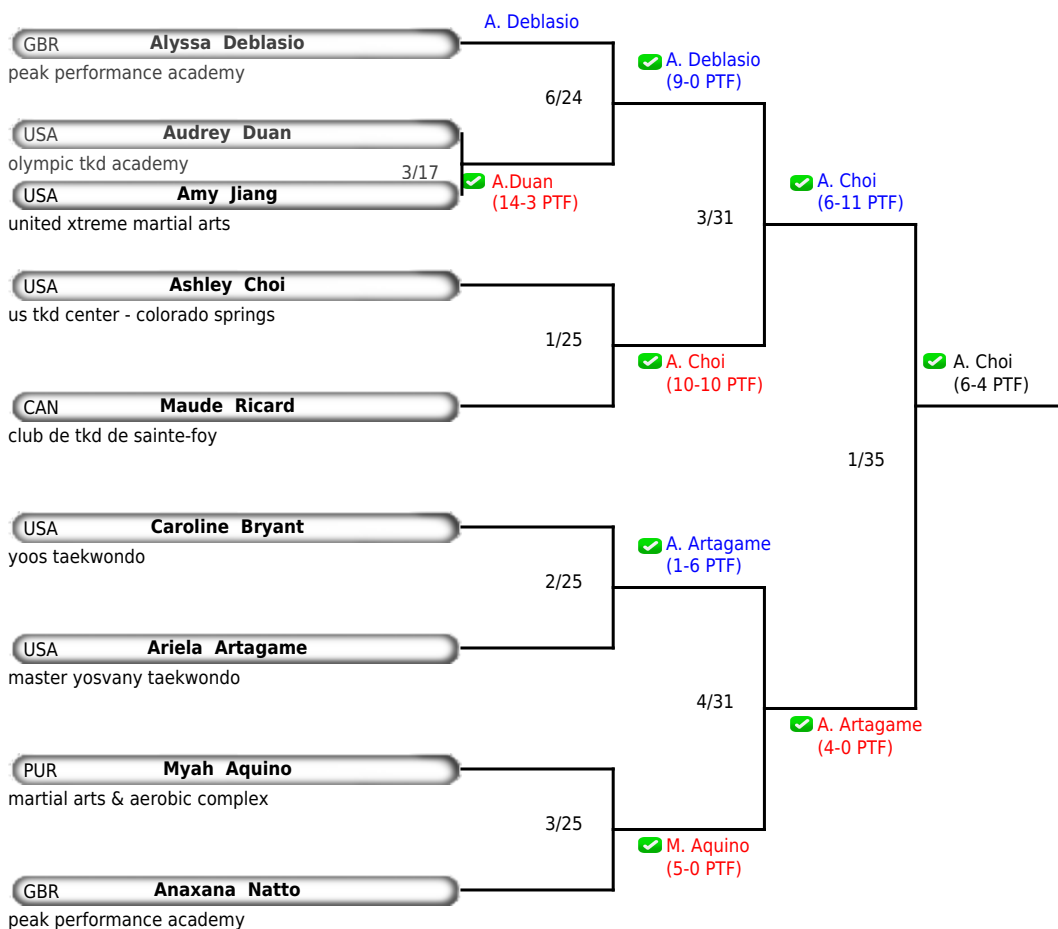 A. Deblasio
GBR Alyssa Deblasio
peak performance academy
A. Deblasio
(9-0 PTF)
6/24
USA Audrey Duan
olympic tkd academy
3/17
A.Duan
(14-3 PTF)
USA Amy Jiang
united xtreme martial arts
A. Choi
(6-11 PTF)
3/31
USA Ashley Choi
us tkd center - colorado springs
1/25
A. Choi
(10-10 PTF)
A. Choi
(6-4 PTF)
CAN Maude Ricard
club de tkd de sainte-foy
1/35
USA Caroline Bryant
yoos taekwondo
A. Artagame
(1-6 PTF)
2/25
USA Ariela Artagame
master yosvany taekwondo
4/31
A. Artagame
(4-0 PTF)
PUR Myah Aquino
martial arts & aerobic complex
3/25
M. Aquino
(5-0 PTF)
GBR Anaxana Natto
peak performance academy